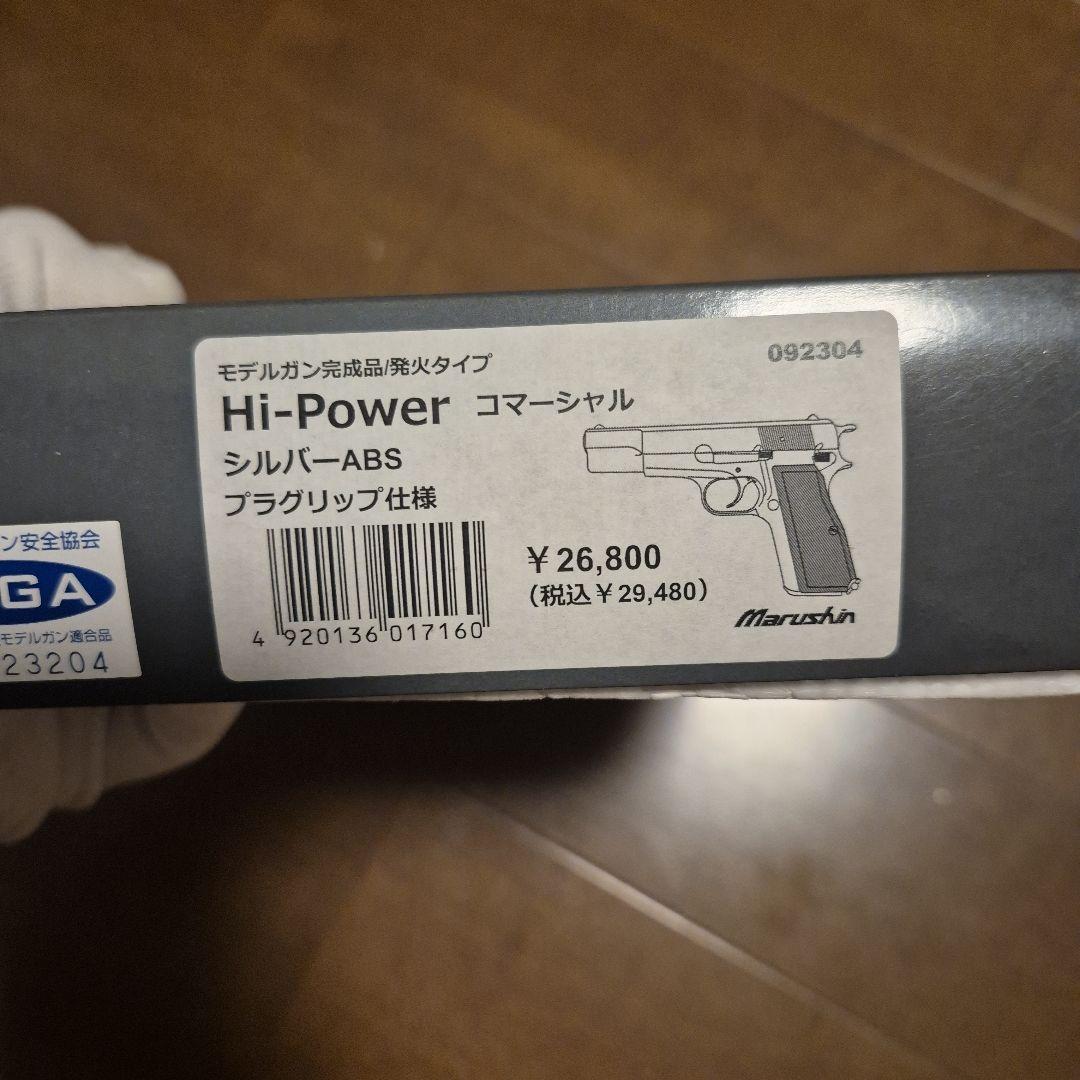 092304
モデルガン完成品/発火タイプ
Hi-Power コマーシャル
シルバーABS
プラグリップ仕様
¥26,800
(税込¥29,480)
4 920136 017160
Marushin
ン安全協会
GA
モデルガン適合品
23204